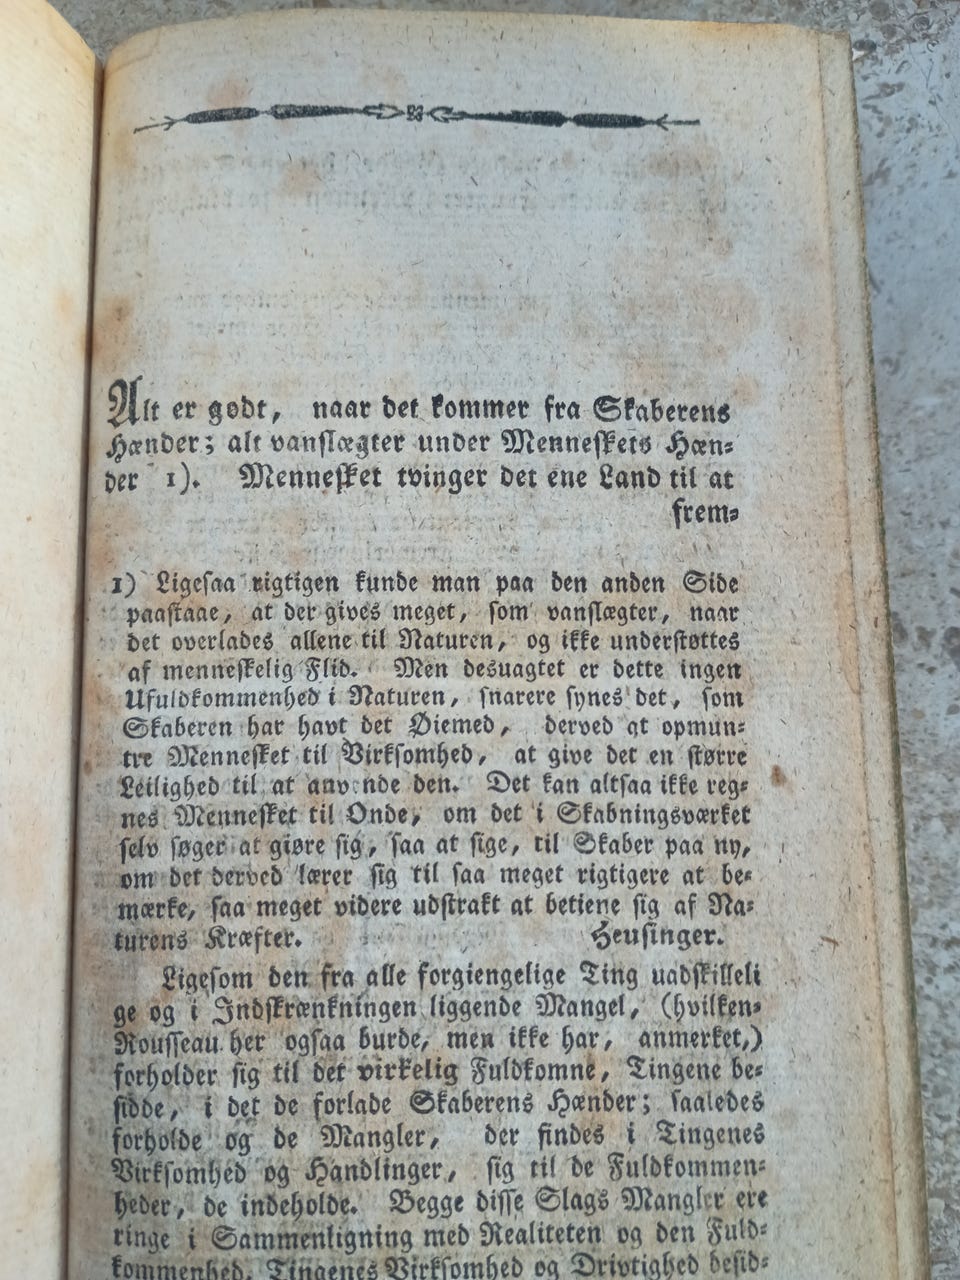 Alt er gødt, naar det kommer fra Skaberens
Hænder; alt vanslægter under Menneskets Hæn⸗
der 1). Mennesket tvinger det ene Land til at
frem⸗
1) Ligesaa rigtigen kunde man paa den anden Side
paastaae, at der gives meget, som vanslægter, naar
det overlades allene til Naturen, og ikke understøttes
af menneskelig Flid. Men desuagtet er dette ingen
Ufuldkommenhed i Naturen, snarere synes det, som
Skaberen har havt det Øiemed, derved at opmun⸗
tre Mennesket til Virksomhed, at give det en større
Leilighed til at anvende den. Det kan altsaa ikke reg⸗
nes Mennesket til Onde, om det i Skabningsværket
selv søger at giøre sig, saa at sige, til Skaber paa ny,
om det derved lærer sig til saa meget rigtigere at be⸗
mærke, saa meget videre udstrakt at betiene sig af Na⸗
turens Kræfter. Heusinger.
Ligesom den fra alle forgiengelige Ting uadskilleli
ge og i Indskrænkningen liggende Mangel, (hvilken⸗
Rousseau her ogsaa burde, men ikke har, anmerket,)
forholder sig til det virkelig Fuldkomne, Tingene be⸗
sidde, i det de forlade Skaberens Hænder; saaledes
forholde og de Mangler, der findes i Tingenes
Virksomhed og Handlinger, sig til de Fuldkommen⸗
heder, de indeholde. Begge disse Slags Mangler ere
ringe i Sammenligning med Realiteten og den Fuld⸗
kommenhed, Tingenes Virksomhed og Drivtighed besid⸗